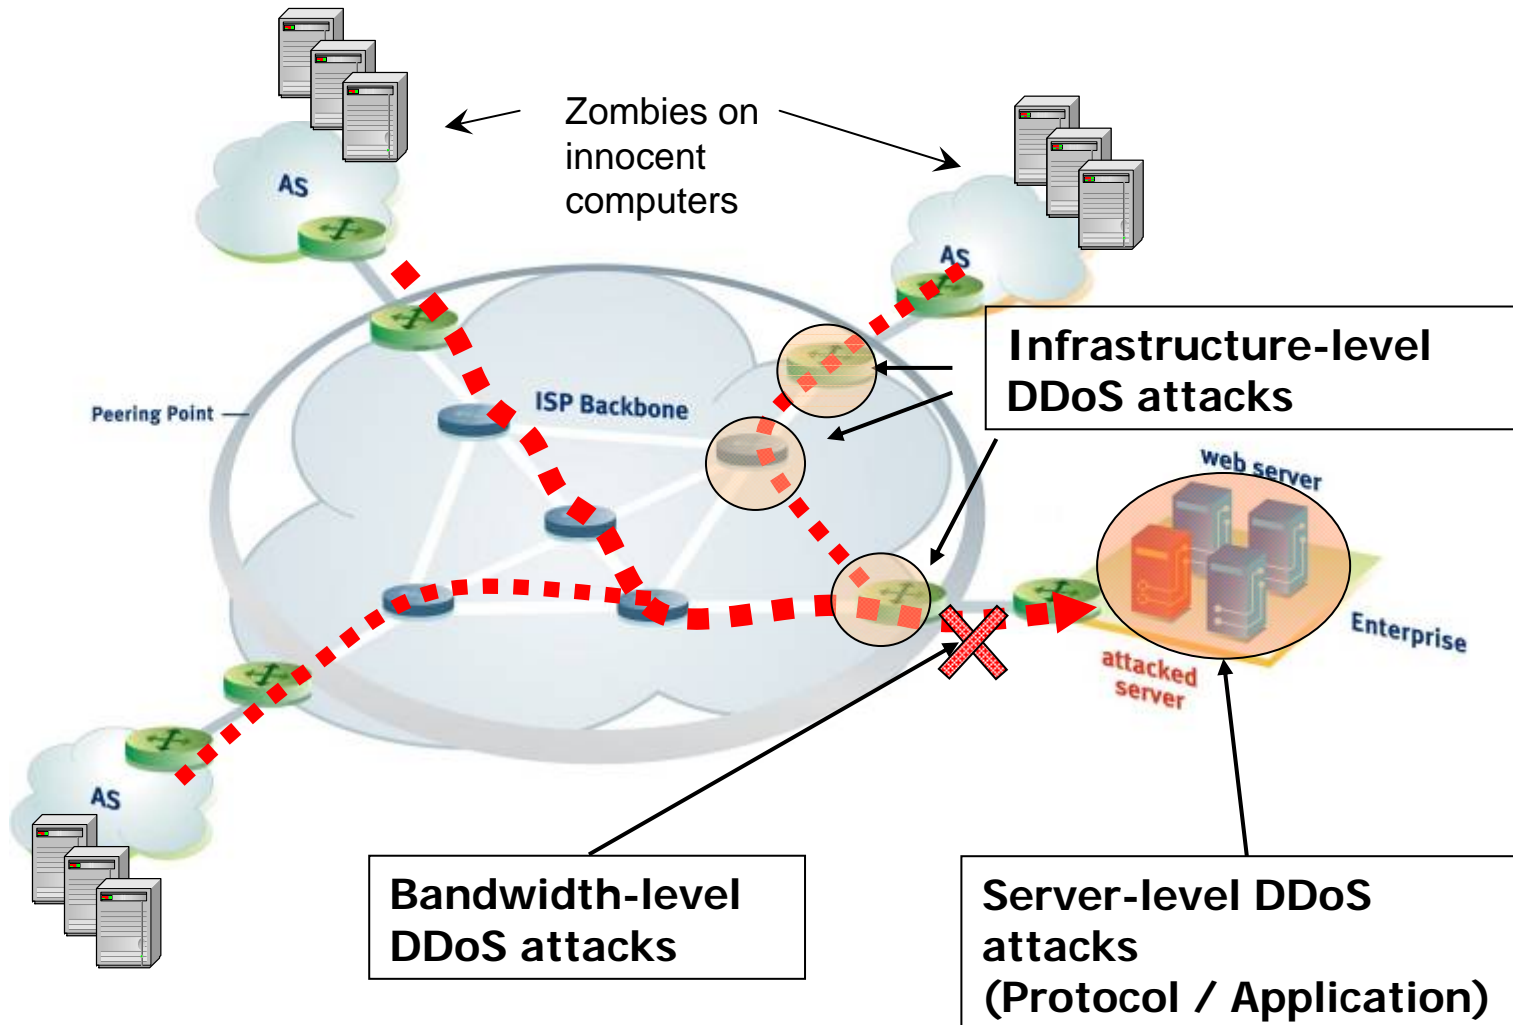 Zombies on
innocent
computers
AS
AS
Infrastructure-level
DDoS attacks
Peering Point
ISP Backbone
web server
Enterprise
attacked
server
AS
Bandwidth-level
DDoS attacks
Server-level DDoS
attacks
(Protocol / Application)